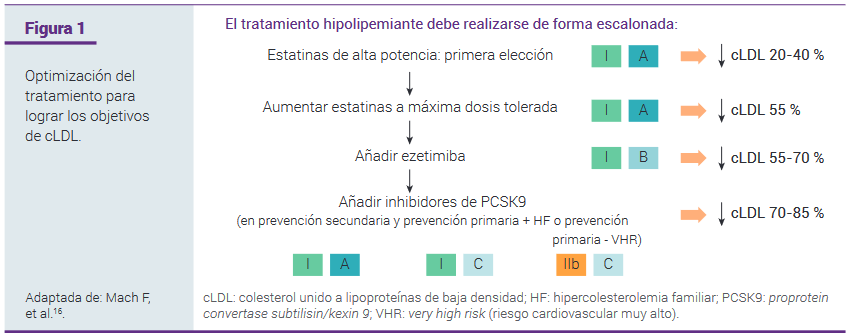 Figura 1
Optimización del
tratamiento para
lograr los objetivos
de cLDL.
Adaptada de: Mach F,
et al.16.
El tratamiento hipolipemiante debe realizarse de forma escalonada:
Estatinas de alta potencia: primera elección I A ↓ cLDL 20-40 %
Aumentar estatinas a máxima dosis tolerada I A ↓ cLDL 55 %
Añadir ezetimiba I B ↓ cLDL 55-70 %
Añadir inhibidores de PCSK9
(en prevención secundaria y prevención primaria + HF o prevención
primaria - VHR)
↓ cLDL 70-85 %
I A I C IIb C
cLDL: colesterol unido a lipoproteínas de baja densidad; HF: hipercolesterolemia familiar; PCSK9: proprotein
convertase subtilisin/kexin 9; VHR: very high risk (riesgo cardiovascular muy alto).